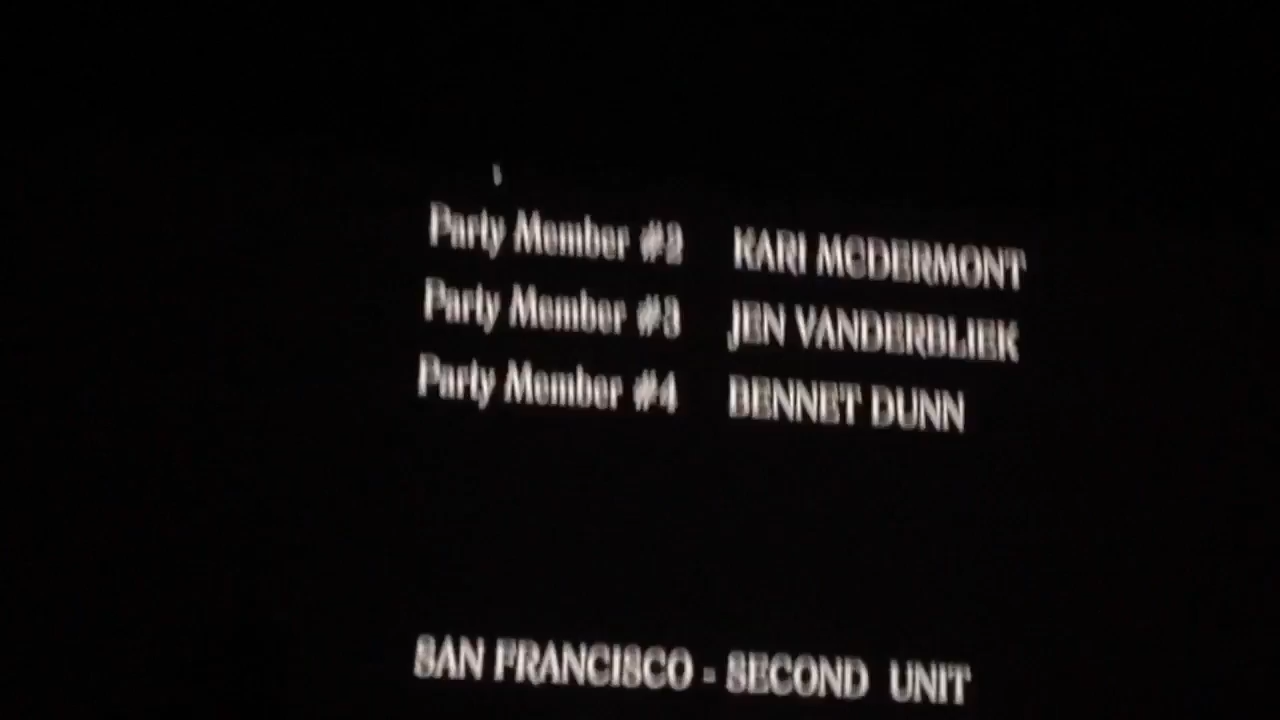 Party Member #2 KARI MCDERMONT
Party Member #3 JEN VANDERBLIEK
Party Member #4 BENNET DUNN
SAN FRANCISCO - SECOND UNIT